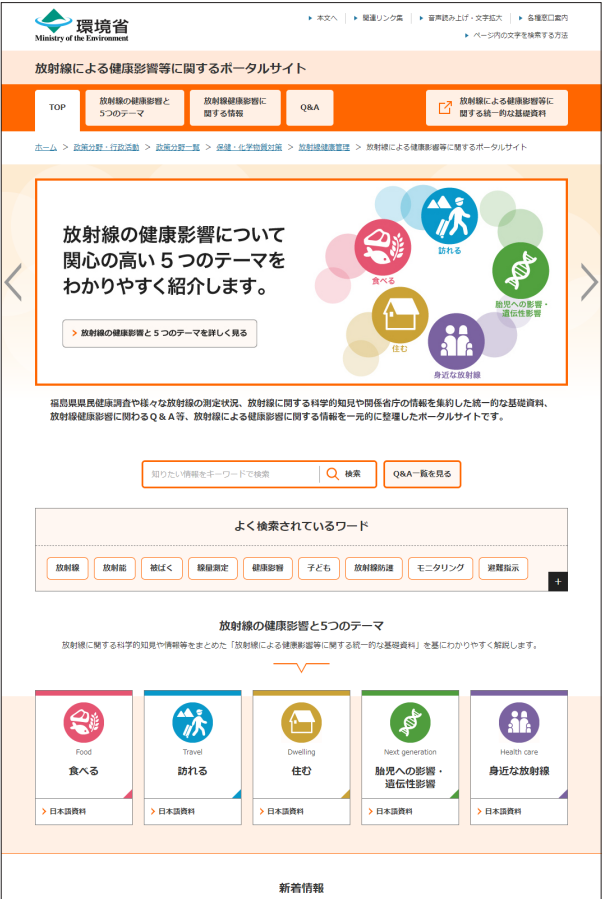 環境省
Ministry of the Environment
本文へ
関連リンク集
音声読み上げ・文字拡大
各種窓口案内
ページ内の文字を検索する方法
放射線による健康影響等に関するポータルサイト
TOP
放射線の健康影響と
5つのテーマ
放射線健康影響に
関する情報
Q&A
放射線による健康影響等に
関する統一的な基礎資料
ホーム > 政策分野・行政活動 > 政策分野一覧 > 保健・化学物質対策 > 放射線健康管理 > 放射線による健康影響等に関するポータルサイト
放射線の健康影響について
関心の高い5つのテーマを
わかりやすく紹介します。
> 放射線の健康影響と5つのテーマを詳しく見る
食べる
訪れる
胎児への影響・
遺伝性影響
住む
身近な放射線
福島県県民健康調査や様々な放射線の測定状況、放射線に関する科学的知見や関係省庁の情報を集約した統一的な基礎資料、
放射線健康影響に関わるQ&A等、放射線による健康影響に関する情報を一元的に整理したポータルサイトです。
知りたい情報をキーワードで検索
検索
Q&A一覧を見る
よく検索されているワード
放射線
放射能
被ばく
線量測定
健康影響
子ども
放射線防護
モニタリング
避難指示
+
放射線の健康影響と5つのテーマ
放射線に関する科学的知見や情報等をまとめた「放射線による健康影響等に関する統一的な基礎資料」を基にわかりやすく解説します。
Food
食べる
> 日本語資料
Travel
訪れる
> 日本語資料
Dwelling
住む
> 日本語資料
Next generation
胎児への影響・
遺伝性影響
> 日本語資料
Health care
身近な放射線
> 日本語資料
新着情報